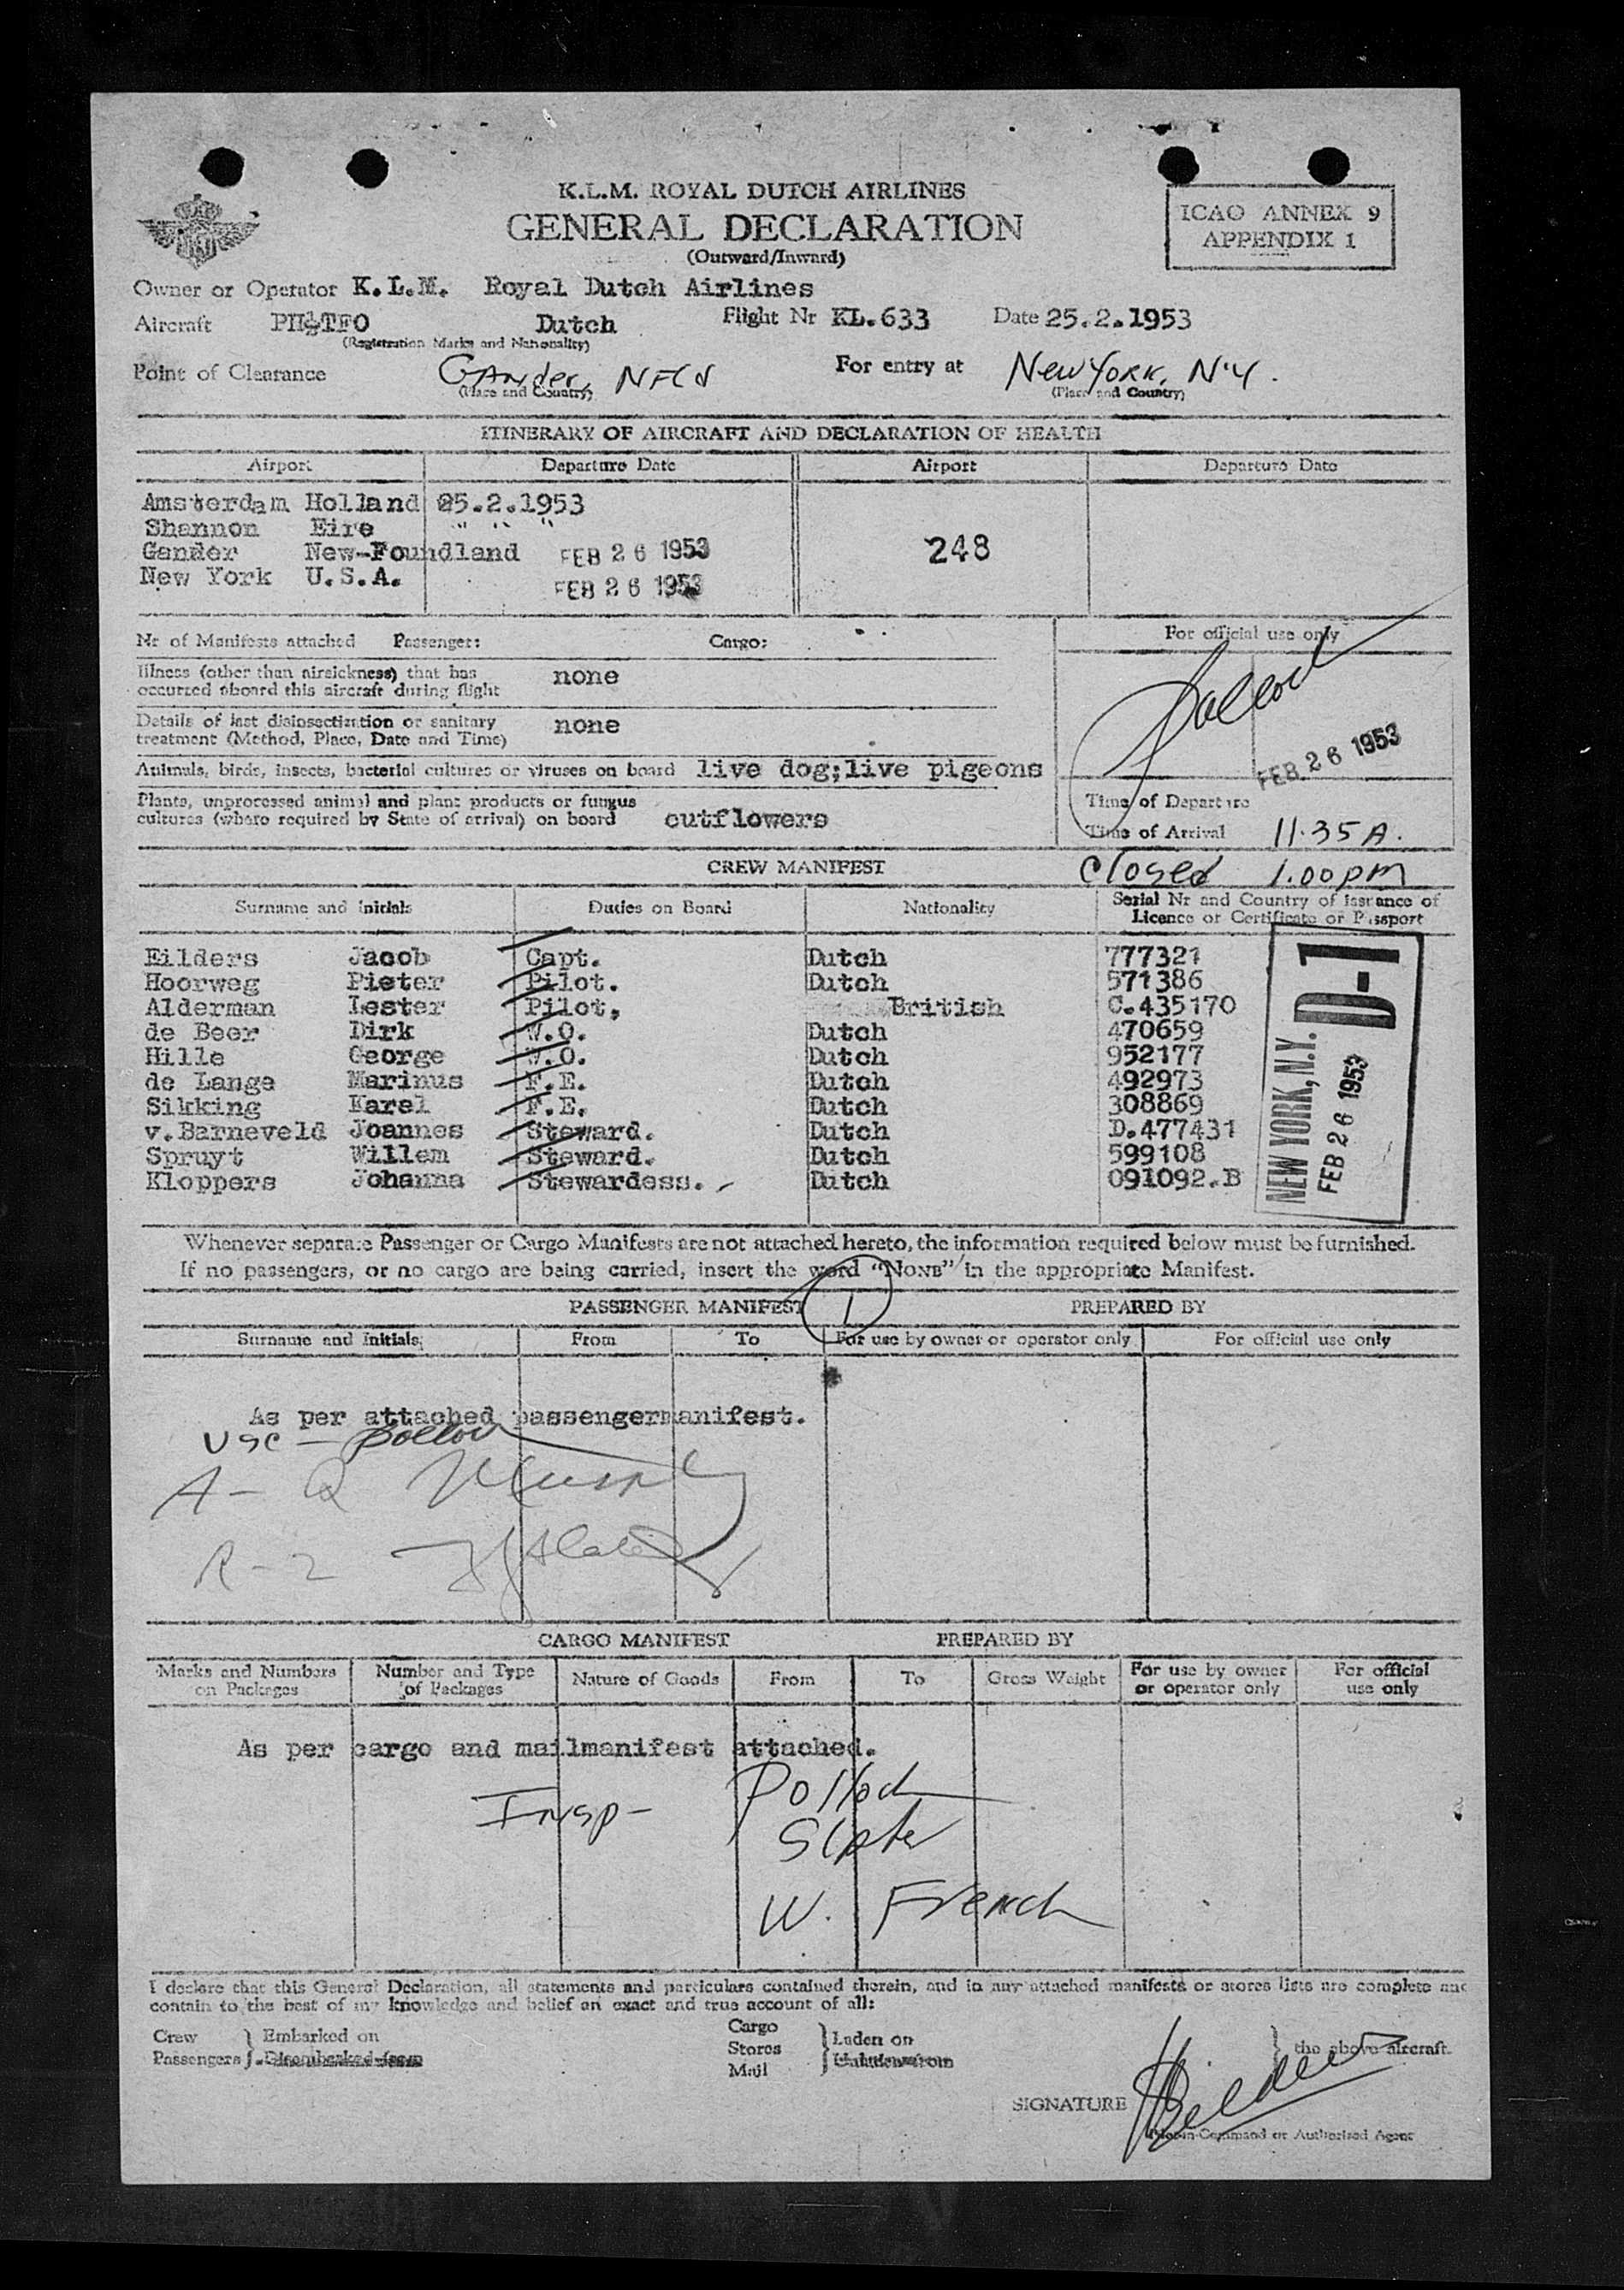 K.L.M. ROYAL DUTCH AIRLINES
GENERAL DECLARATION
(Outward/Inward)
ICAO ANNEX 9
APPENDIX 1
Owner or Operator K.L.M. Royal Dutch Airlines
Aircraft PH-TFO Dutch Flight Nr KL.633 Date 25.2.1953
(Registration Marks and Nationality)
Point of Clearance Gander, NFLD For entry at New York, N.Y.
(Place and Country) (Place and Country)
ITINERARY OF AIRCRAFT AND DECLARATION OF HEALTH
Airport Departure Date Airport Departure Date
Amsterdam Holland 25.2.1953
Shannon Eire " " "
Gander New-Foundland FEB 26 1953 248
New York U.S.A. FEB 26 1953
Nr of Manifests attached Passenger: Cargo: For official use only
Illness (other than airsickness) that has
occurred aboard this aircraft during flight none
Pollock
Details of last disinsectization or sanitary
treatment (Method, Place, Date and Time) none
FEB 26 1953
Animals, birds, insects, bacterial cultures or viruses on board live dog;live pigeons
Plants, unprocessed animal and plant products or fungus
cultures (where required by State of arrival) on board cutflowers
Time of Departure
Time of Arrival 11.35 A.
CREW MANIFEST closed 1.00 pm
Surname and Initials Duties on Board Nationality Serial Nr and Country of Issuance of
Licence or Certificate or Passport
Eilders Jacob Capt. Dutch 777321
Hoorweg Pieter Pilot. Dutch 571386
Alderman Lester Pilot, British C.435170
de Beer Dirk W.O. Dutch 470659
Hille George W.O. Dutch 952177
de Lange Marinus F.E. Dutch 492973
Sikking Karel F.E. Dutch 308869
v.Barneveld Joannes Steward. Dutch D.477431
Spruyt Willem Steward. Dutch 599108
Kloppers Johanna Stewardess. Dutch 091092.B
NEW YORK, N.Y. D-1
FEB 26 1953
Whenever separate Passenger or Cargo Manifests are not attached hereto, the information required below must be furnished.
If no passengers, or no cargo are being carried, insert the word "NONE" in the appropriate Manifest.
PASSENGER MANIFEST 1 PREPARED BY
Surname and Initials From To For use by owner or operator only For official use only
As per attached passengermanifest.
USC - Pollock
A - Q Murphy
R - 2
CARGO MANIFEST PREPARED BY
Marks and Numbers
on Packages Number and Type
of Packages Nature of Goods From To Gross Weight For use by owner
or operator only For official
use only
As per cargo and mailmanifest attached.
Insp - Pollock
W. French
I declare that this General Declaration, all statements and particulars contained therein, and in any attached manifests or stores lists are complete and
contain to the best of my knowledge and belief an exact and true account of all:
Crew
Passengers } Embarked on
Disembarked from
Cargo
Stores
Mail } Laden on
Unladen from
} the above aircraft.
SIGNATURE Eilders
Pilot-in-Command or Authorised Agent